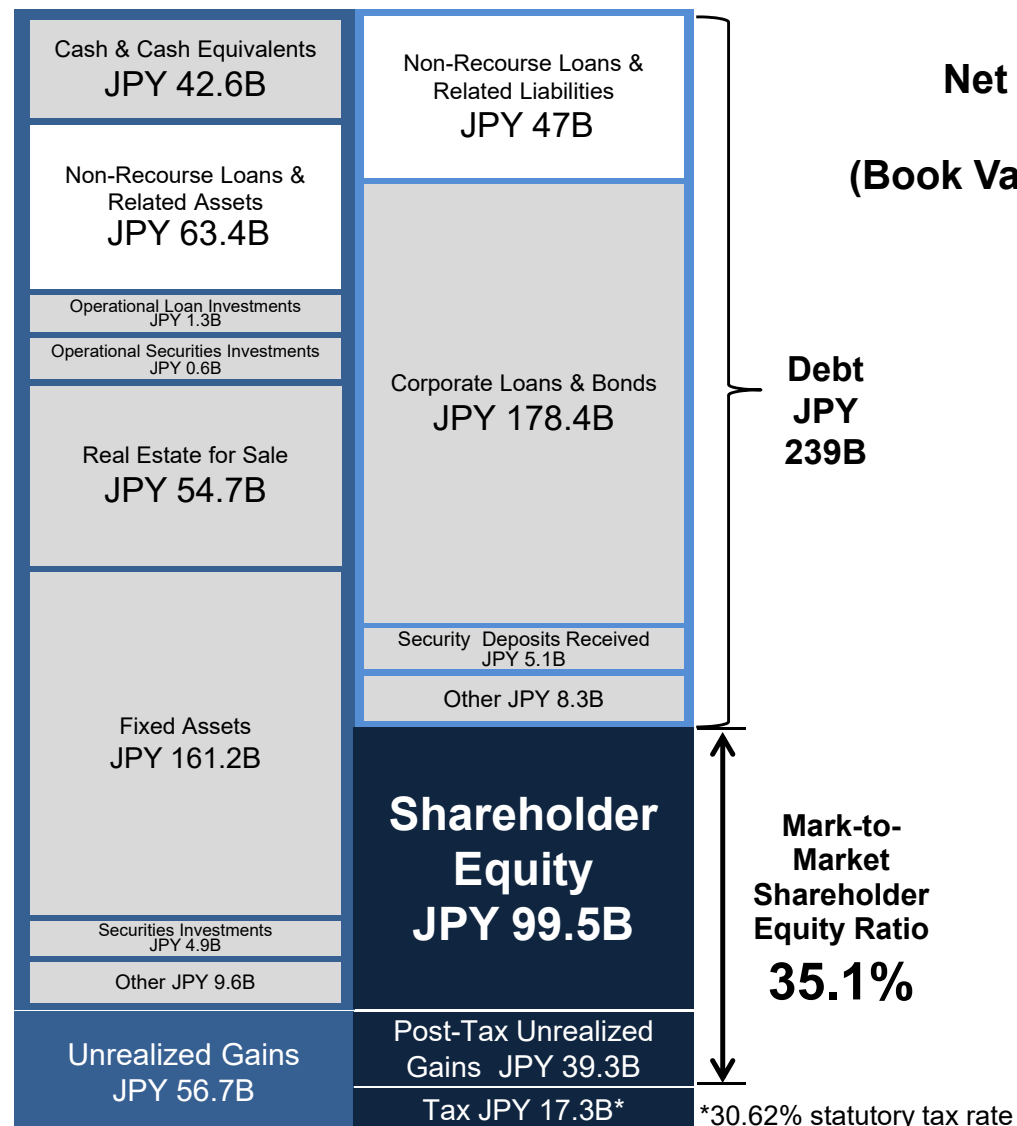 Cash & Cash Equivalents
JPY 42.6B
Non-Recourse Loans &
Related Assets
JPY 63.4B
Operational Loan Investments
JPY 1.3B
Operational Securities Investments
JPY 0.6B
Real Estate for Sale
JPY 54.7B
Fixed Assets
JPY 161.2B
Securities Investments
JPY 4.9B
Other JPY 9.6B
Unrealized Gains
JPY 56.7B
Non-Recourse Loans &
Related Liabilities
JPY 47B
Corporate Loans & Bonds
JPY 178.4B
Security Deposits Received
JPY 5.1B
Other JPY 8.3B
Shareholder
Equity
JPY 99.5B
Post-Tax Unrealized
Gains JPY 39.3B
Tax JPY 17.3B*
Net
(Book Va
Debt
JPY
239B
Mark-to-
Market
Shareholder
Equity Ratio
35.1%
*30.62% statutory tax rate